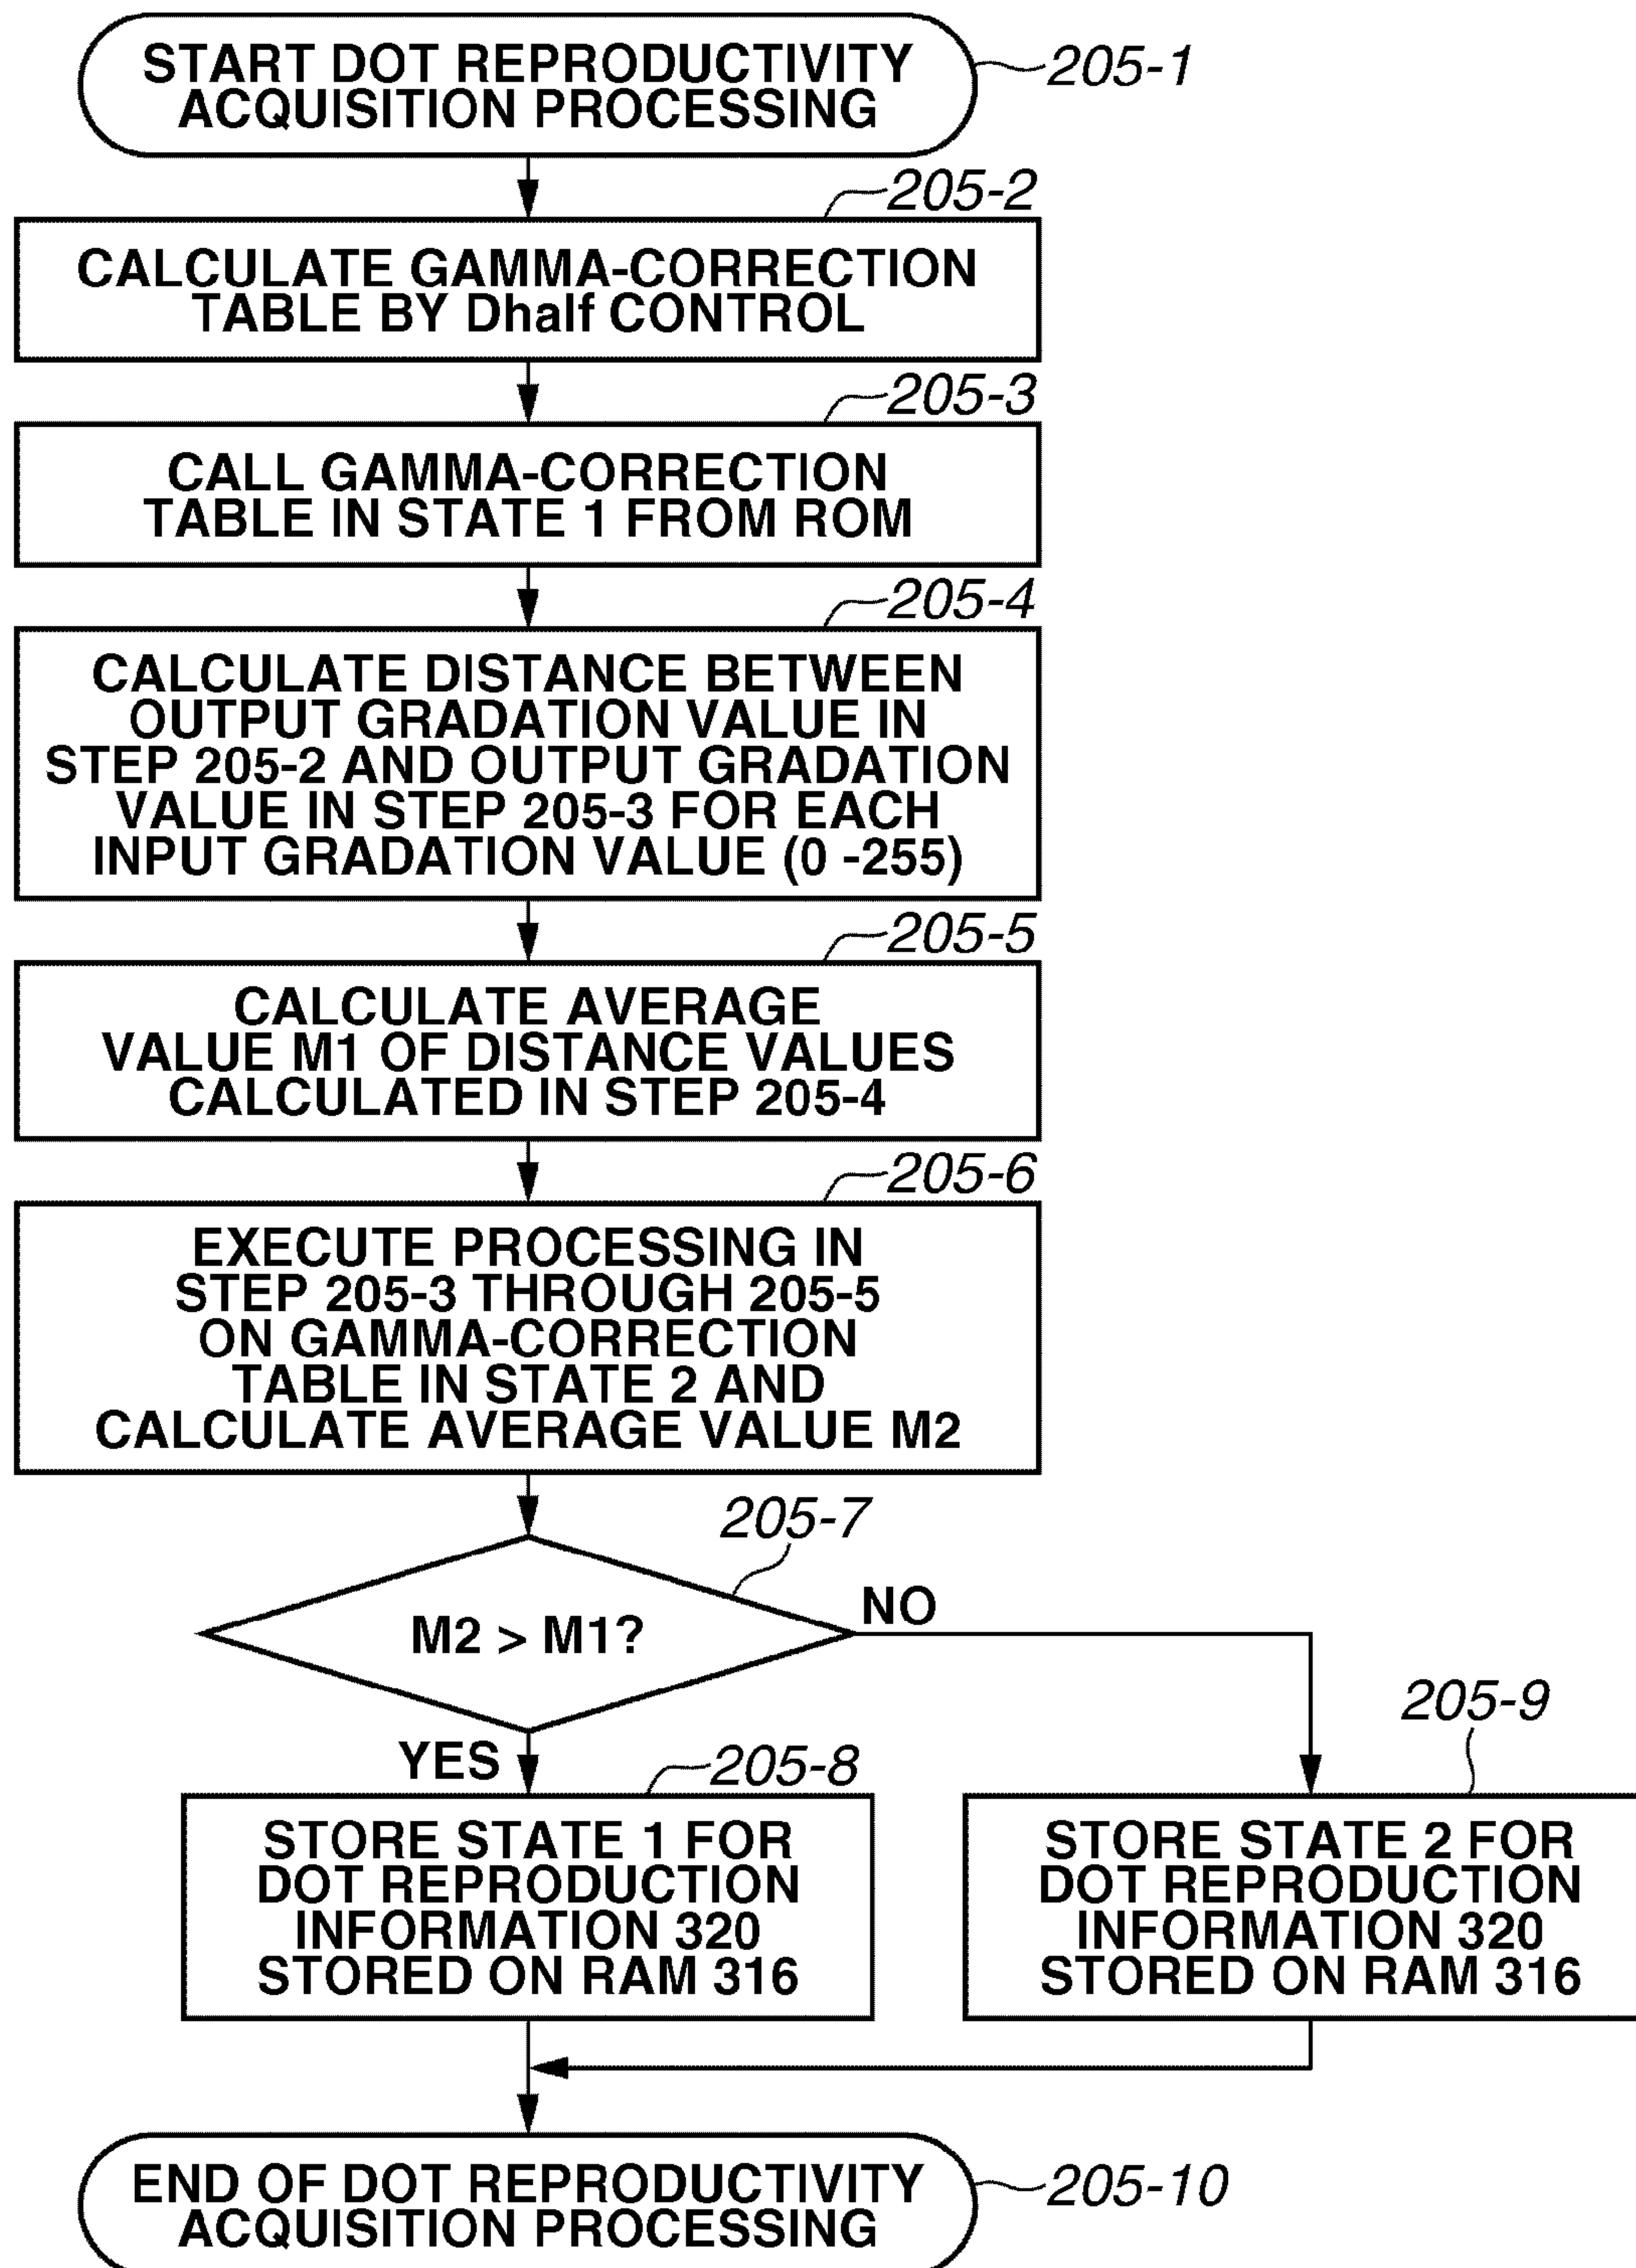 START DOT REPRODUCTIVITY
ACQUISITION PROCESSING
205-1
205-2
CALCULATE GAMMA-CORRECTION
TABLE BY Dhalf CONTROL
205-3
CALL GAMMA-CORRECTION
TABLE IN STATE 1 FROM ROM
205-4
CALCULATE DISTANCE BETWEEN
OUTPUT GRADATION VALUE IN
STEP 205-2 AND OUTPUT GRADATION
VALUE IN STEP 205-3 FOR EACH
INPUT GRADATION VALUE (0 -255)
205-5
CALCULATE AVERAGE
VALUE M1 OF DISTANCE VALUES
CALCULATED IN STEP 205-4
205-6
EXECUTE PROCESSING IN
STEP 205-3 THROUGH 205-5
ON GAMMA-CORRECTION
TABLE IN STATE 2 AND
CALCULATE AVERAGE VALUE M2
205-7
M2 > M1?
NO
YES
205-8
STORE STATE 1 FOR
DOT REPRODUCTION
INFORMATION 320
STORED ON RAM 316
205-9
STORE STATE 2 FOR
DOT REPRODUCTION
INFORMATION 320
STORED ON RAM 316
END OF DOT REPRODUCTIVITY
ACQUISITION PROCESSING
205-10